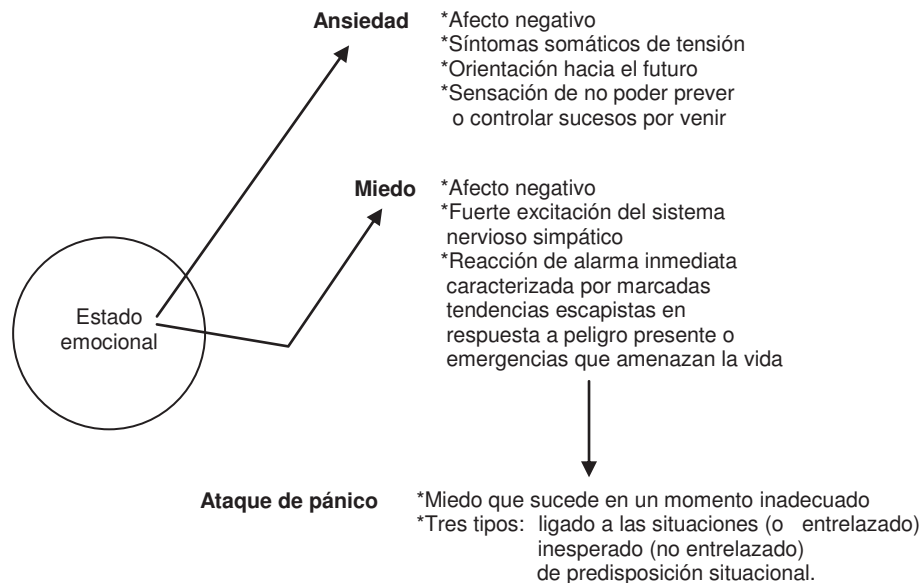 Ansiedad *Afecto negativo
*Síntomas somáticos de tensión
*Orientación hacia el futuro
*Sensación de no poder prever
o controlar sucesos por venir
Miedo *Afecto negativo
*Fuerte excitación del sistema
nervioso simpático
*Reacción de alarma inmediata
caracterizada por marcadas
tendencias escapistas en
respuesta a peligro presente o
emergencias que amenazan la vida
Estado
emocional
Ataque de pánico *Miedo que sucede en un momento inadecuado
*Tres tipos: ligado a las situaciones (o entrelazado)
inesperado (no entrelazado)
de predisposición situacional.